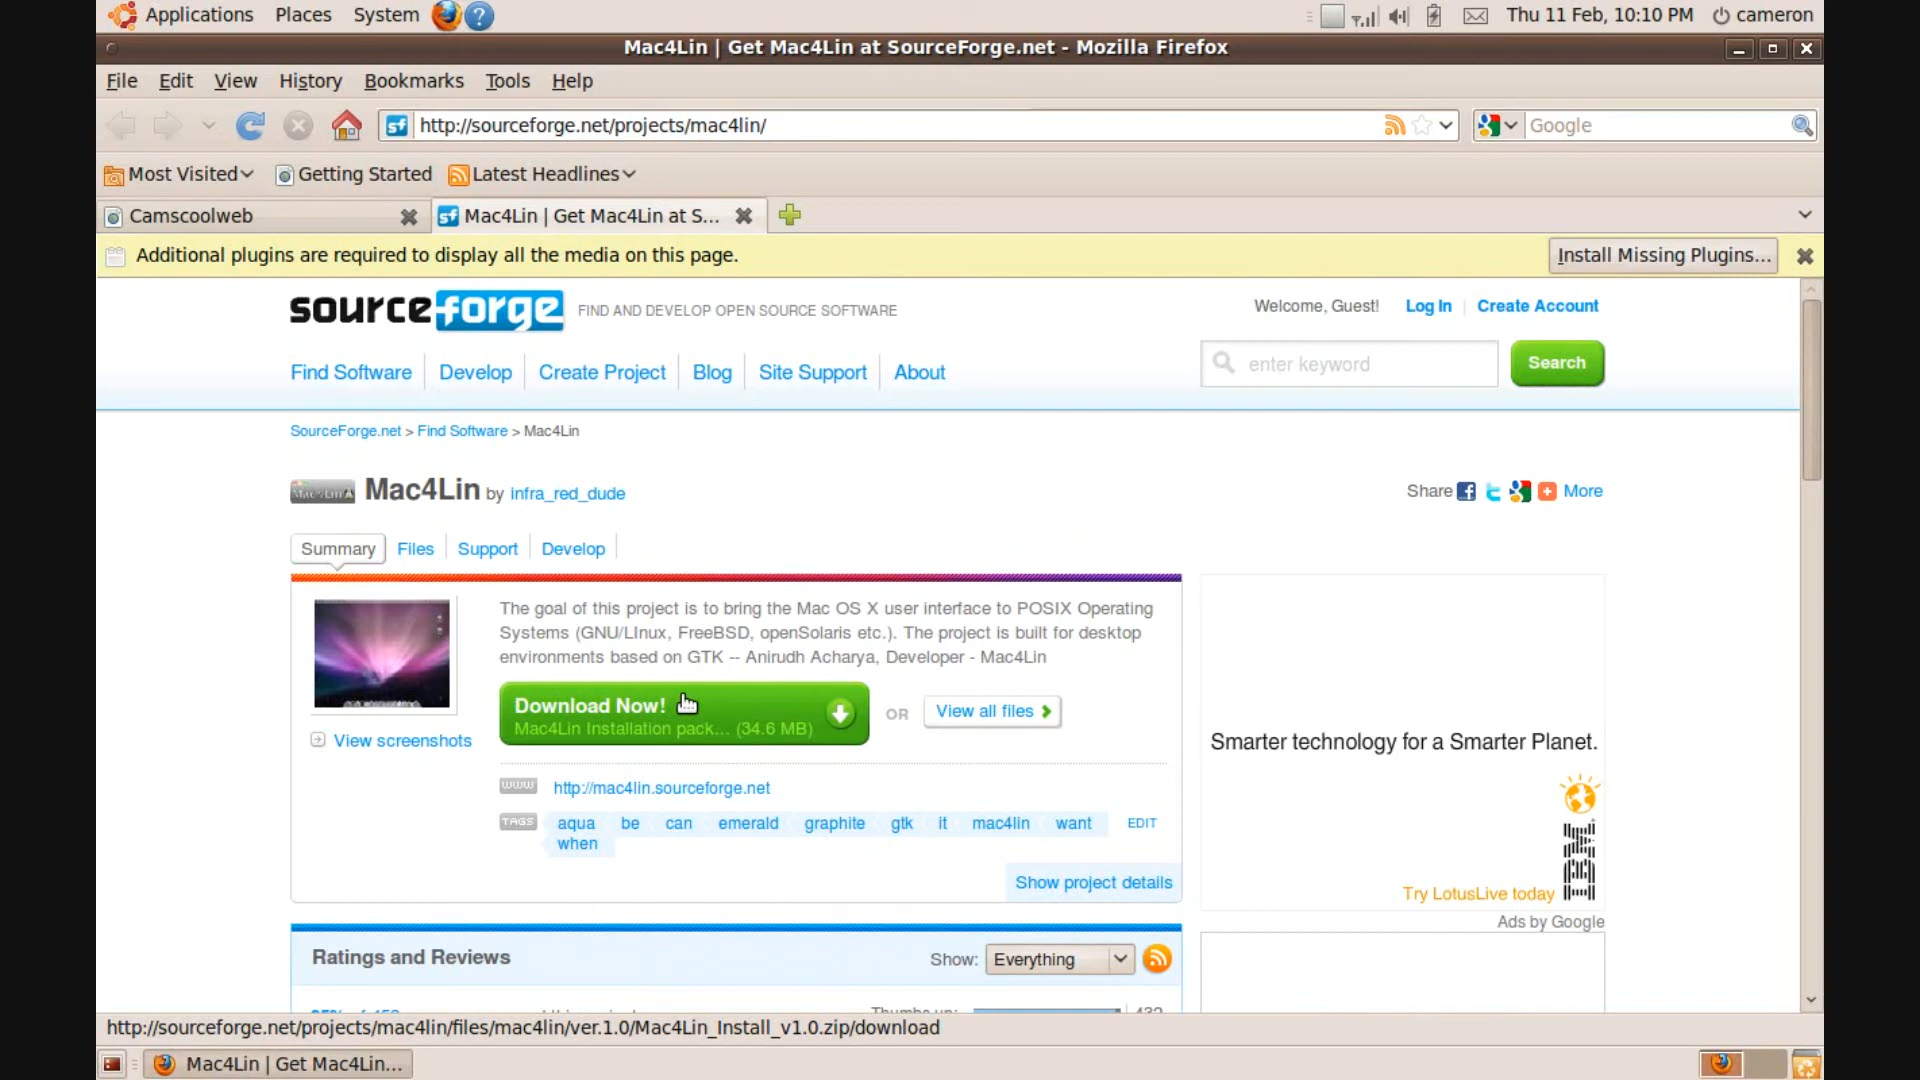 Applications Places System ? Thu 11 Feb, 10:10 PM cameron
Mac4Lin | Get Mac4Lin at SourceForge.net - Mozilla Firefox
File Edit View History Bookmarks Tools Help
sf http://sourceforge.net/projects/mac4lin/ Google
Most Visited Getting Started Latest Headlines
Camscoolweb sf Mac4Lin | Get Mac4Lin at S...
Additional plugins are required to display all the media on this page. Install Missing Plugins...
sourceforge FIND AND DEVELOP OPEN SOURCE SOFTWARE Welcome, Guest! Log In | Create Account
Find Software Develop Create Project Blog Site Support About enter keyword Search
SourceForge.net > Find Software > Mac4Lin
Mac4Lin by infra_red_dude Share More
Summary Files Support Develop
The goal of this project is to bring the Mac OS X user interface to POSIX Operating
Systems (GNU/LInux, FreeBSD, openSolaris etc.). The project is built for desktop
environments based on GTK -- Anirudh Acharya, Developer - Mac4Lin
Download Now!
Mac4Lin Installation pack... (34.6 MB)
OR View all files
View screenshots
www http://mac4lin.sourceforge.net
TAGS aqua be can emerald graphite gtk it mac4lin want EDIT
when
Show project details
Smarter technology for a Smarter Planet.
IBM
Try LotusLive today
Ads by Google
Ratings and Reviews Show: Everything
http://sourceforge.net/projects/mac4lin/files/mac4lin/ver.1.0/Mac4Lin_Install_v1.0.zip/download
Mac4Lin | Get Mac4Lin...